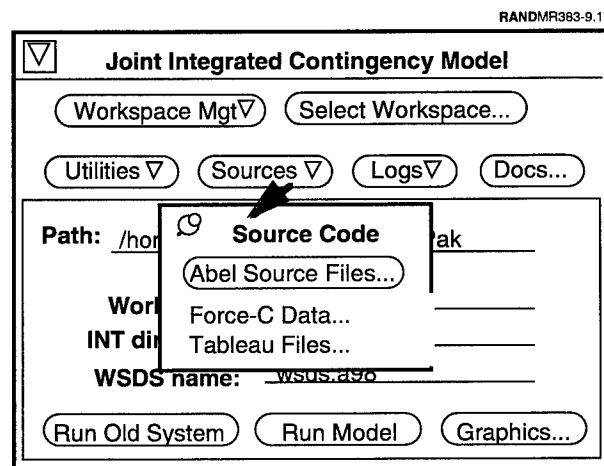 RANDMR383-9.1
Joint Integrated Contingency Model
Workspace Mgt Select Workspace...
Utilities Sources Logs Docs...
Path: /hor ak
Source Code
Abel Source Files...
Force-C Data...
Tableau Files...
Work
INT dir
WSDS name: wsds.a98
Run Old System Run Model Graphics...